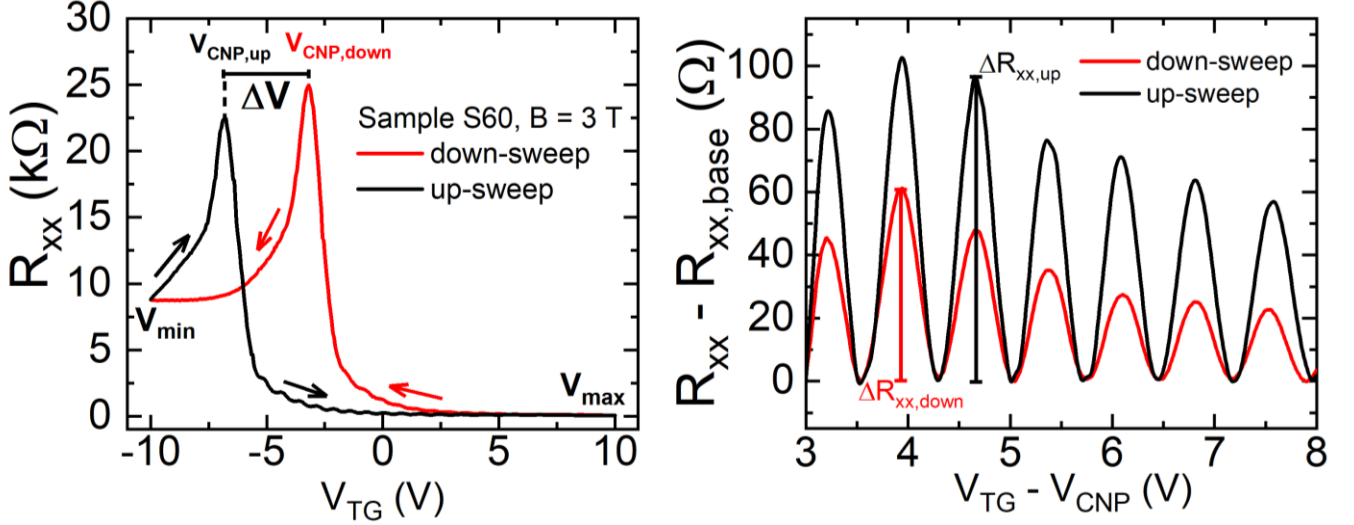 30
25
20
15
10
5
0
R_xx (kΩ)
V_CNP,up V_CNP,down
ΔV
Sample S60, B = 3 T
down-sweep
up-sweep
V_min
V_max
-10 -5 0 5 10
V_TG (V)
100
80
60
40
20
0
R_xx - R_xx,base (Ω)
ΔR_xx,up
down-sweep
up-sweep
ΔR_xx,down
3 4 5 6 7 8
V_TG - V_CNP (V)